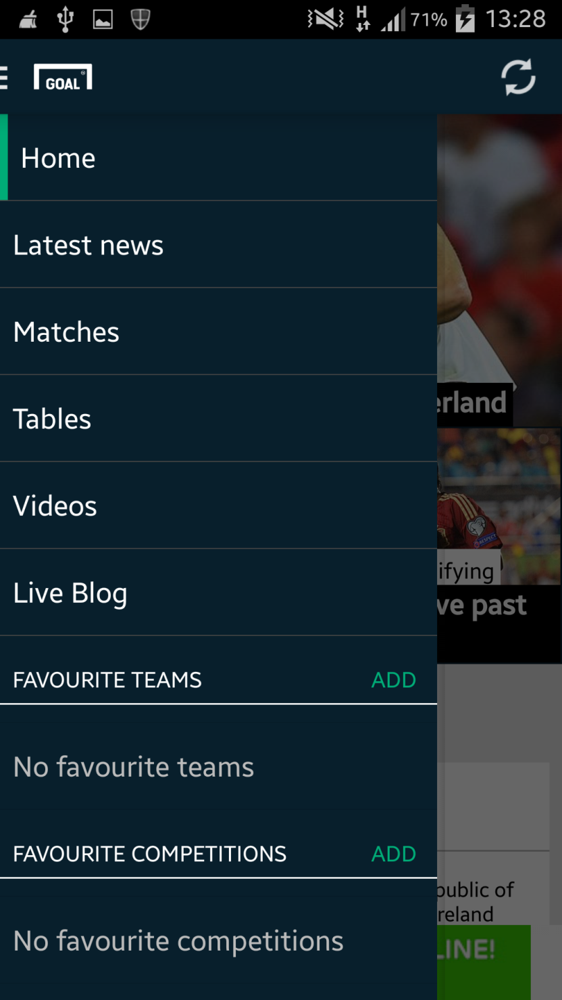 H 71% 13:28
GOAL
Home
Latest news
Matches
erland
Tables
Videos
RESPECT
ifying
Live Blog
ve past
FAVOURITE TEAMS ADD
No favourite teams
FAVOURITE COMPETITIONS ADD
public of
reland
No favourite competitions
LINE!